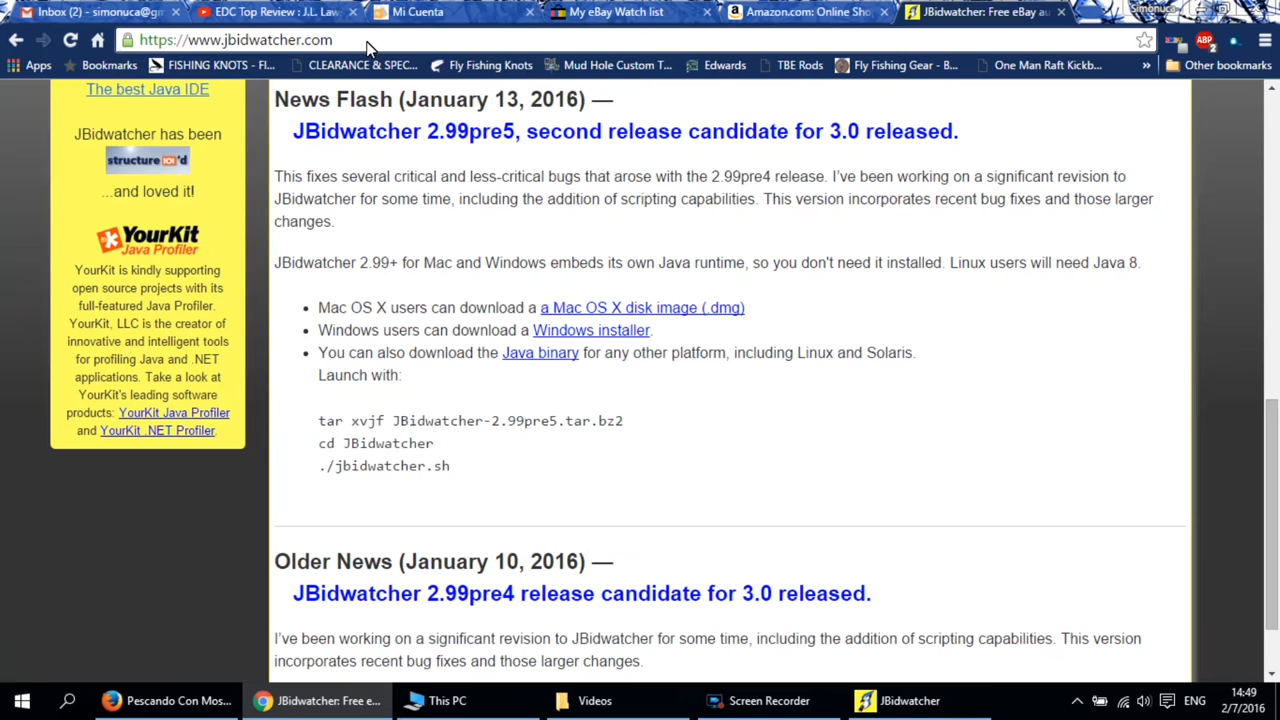 Inbox (2) - simonuca@gm
EDC Top Review : J.L. Law
Mi Cuenta
My eBay Watch list
Amazon.com: Online Sho
JBidwatcher: Free eBay au
Simonuca
https://www.jbidwatcher.com
ABP
2
Apps
Bookmarks
FISHING KNOTS - Fl...
CLEARANCE & SPEC...
Fly Fishing Knots
Mud Hole Custom T...
Edwards
TBE Rods
Fly Fishing Gear - B...
One Man Raft Kickb...
»
Other bookmarks
The best Java IDE
JBidwatcher has been
structure101'd
...and loved it!
YourKit
Java Profiler
YourKit is kindly supporting
open source projects with its
full-featured Java Profiler.
YourKit, LLC is the creator of
innovative and intelligent tools
for profiling Java and .NET
applications. Take a look at
YourKit's leading software
products: YourKit Java Profiler
and YourKit .NET Profiler.
News Flash (January 13, 2016) —
JBidwatcher 2.99pre5, second release candidate for 3.0 released.
This fixes several critical and less-critical bugs that arose with the 2.99pre4 release. I've been working on a significant revision to
JBidwatcher for some time, including the addition of scripting capabilities. This version incorporates recent bug fixes and those larger
changes.
JBidwatcher 2.99+ for Mac and Windows embeds its own Java runtime, so you don't need it installed. Linux users will need Java 8.
• Mac OS X users can download a a Mac OS X disk image (.dmg)
• Windows users can download a Windows installer.
• You can also download the Java binary for any other platform, including Linux and Solaris.
Launch with:
tar xvjf JBidwatcher-2.99pre5.tar.bz2
cd JBidwatcher
./jbidwatcher.sh
Older News (January 10, 2016) —
JBidwatcher 2.99pre4 release candidate for 3.0 released.
I've been working on a significant revision to JBidwatcher for some time, including the addition of scripting capabilities. This version
incorporates recent bug fixes and those larger changes.
Pescando Con Mos...
JBidwatcher: Free e...
This PC
Videos
Screen Recorder
JBidwatcher
ENG
14:49
2/7/2016